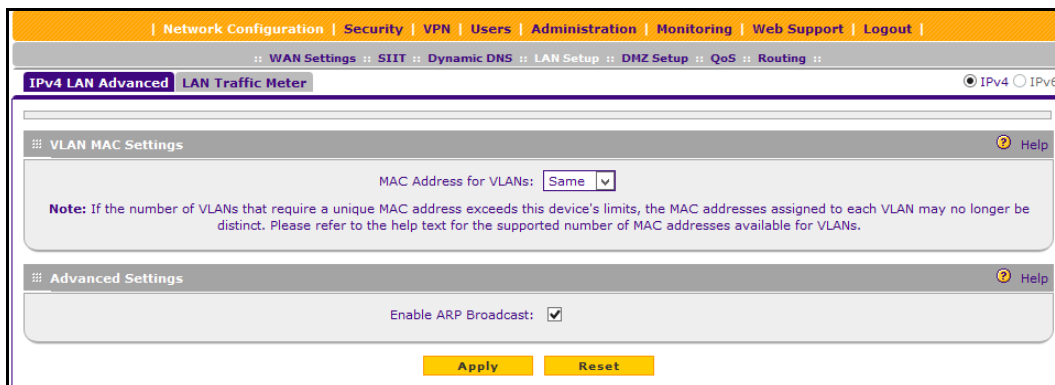 | Network Configuration | Security | VPN | Users | Administration | Monitoring | Web Support | Logout |
:: WAN Settings :: SIIT :: Dynamic DNS :: LAN Setup :: DMZ Setup :: QoS :: Routing ::
IPv4 LAN Advanced LAN Traffic Meter IPv4 IPv6
VLAN MAC Settings Help
MAC Address for VLANs: Same
Note: If the number of VLANs that require a unique MAC address exceeds this device's limits, the MAC addresses assigned to each VLAN may no longer be
distinct. Please refer to the help text for the supported number of MAC addresses available for VLANs.
Advanced Settings Help
Enable ARP Broadcast:
Apply Reset